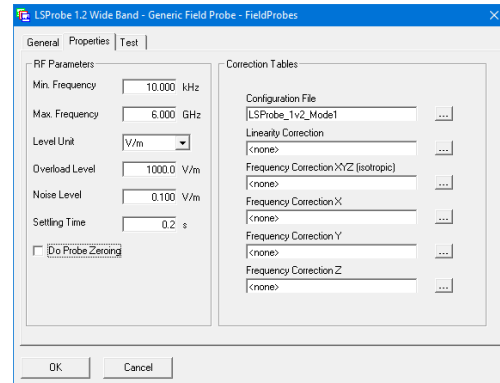 LSProbe 1.2 Wide Band - Generic Field Probe - FieldProbes
General Properties Test
RF Parameters
Min. Frequency 10.000 kHz
Max. Frequency 6.000 GHz
Level Unit V/m
Overload Level 1000.0 V/m
Noise Level 0.100 V/m
Settling Time 0.2 s
Do Probe Zeroing
Correction Tables
Configuration File
LSProbe_1v2_Mode1 ...
Linearity Correction
<none> ...
Frequency Correction XYZ (isotropic)
<none> ...
Frequency Correction X
<none> ...
Frequency Correction Y
<none> ...
Frequency Correction Z
<none> ...
OK Cancel